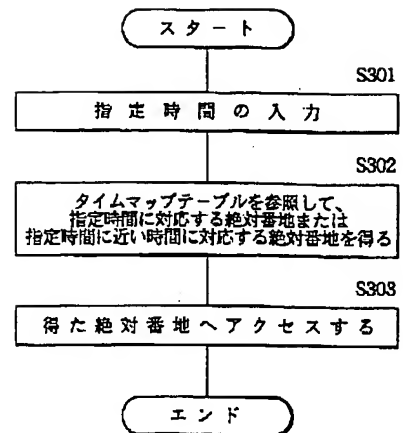 スタート
S301
指定時間の入力
S302
タイムマップテーブルを参照して、
指定時間に対応する絶対番地または
指定時間に近い時間に対応する絶対番地を得る
S303
得た絶対番地へアクセスする
エンド